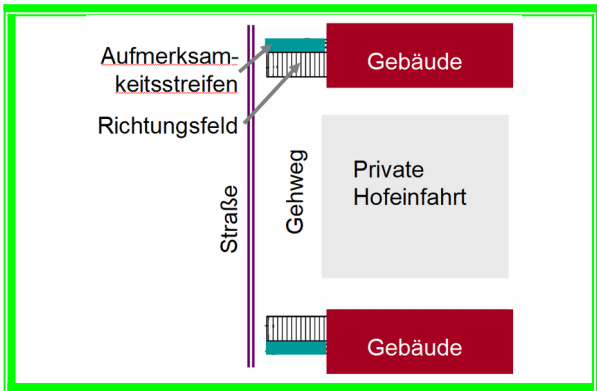 Aufmerksam-
keitsstreifen
Richtungsfeld
Gebäude
Straße
Gehweg
Private
Hofeinfahrt
Gebäude